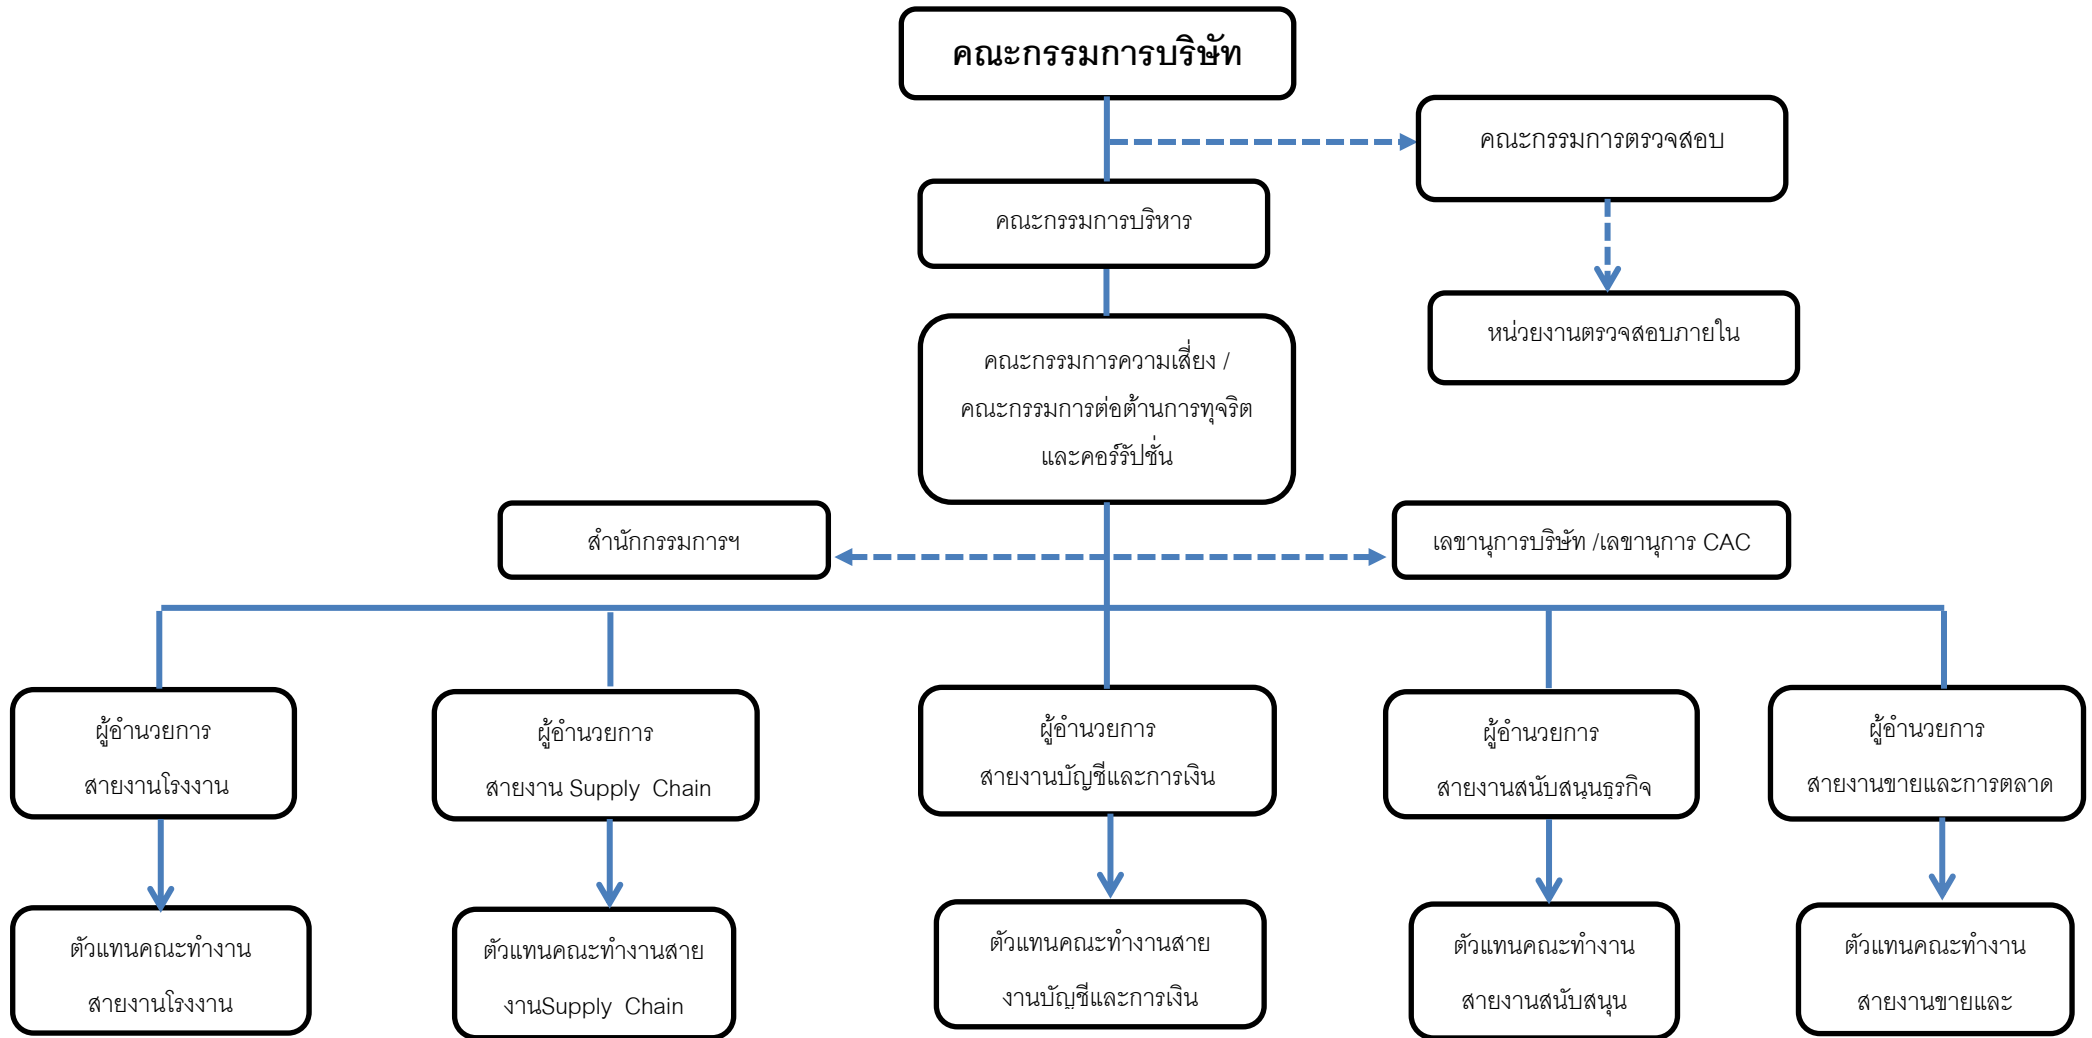 คณะกรรมการบริษัท
คณะกรรมการตรวจสอบ
คณะกรรมการบริหาร
หน่วยงานตรวจสอบภายใน
คณะกรรมการความเสี่ยง /
คณะกรรมการต่อต้านการทุจริต
และคอร์รัปชั่น
สำนักกรรมการฯ
เลขานุการบริษัท /เลขานุการ CAC
ผู้อำนวยการ
สายงานโรงงาน
ผู้อำนวยการ
สายงาน Supply Chain
ผู้อำนวยการ
สายงานบัญชีและการเงิน
ผู้อำนวยการ
สายงานสนับสนุนธุรกิจ
ผู้อำนวยการ
สายงานขายและการตลาด
ตัวแทนคณะทำงาน
สายงานโรงงาน
ตัวแทนคณะทำงานสาย
งานSupply Chain
ตัวแทนคณะทำงานสาย
งานบัญชีและการเงิน
ตัวแทนคณะทำงาน
สายงานสนับสนุน
ตัวแทนคณะทำงาน
สายงานขายและ